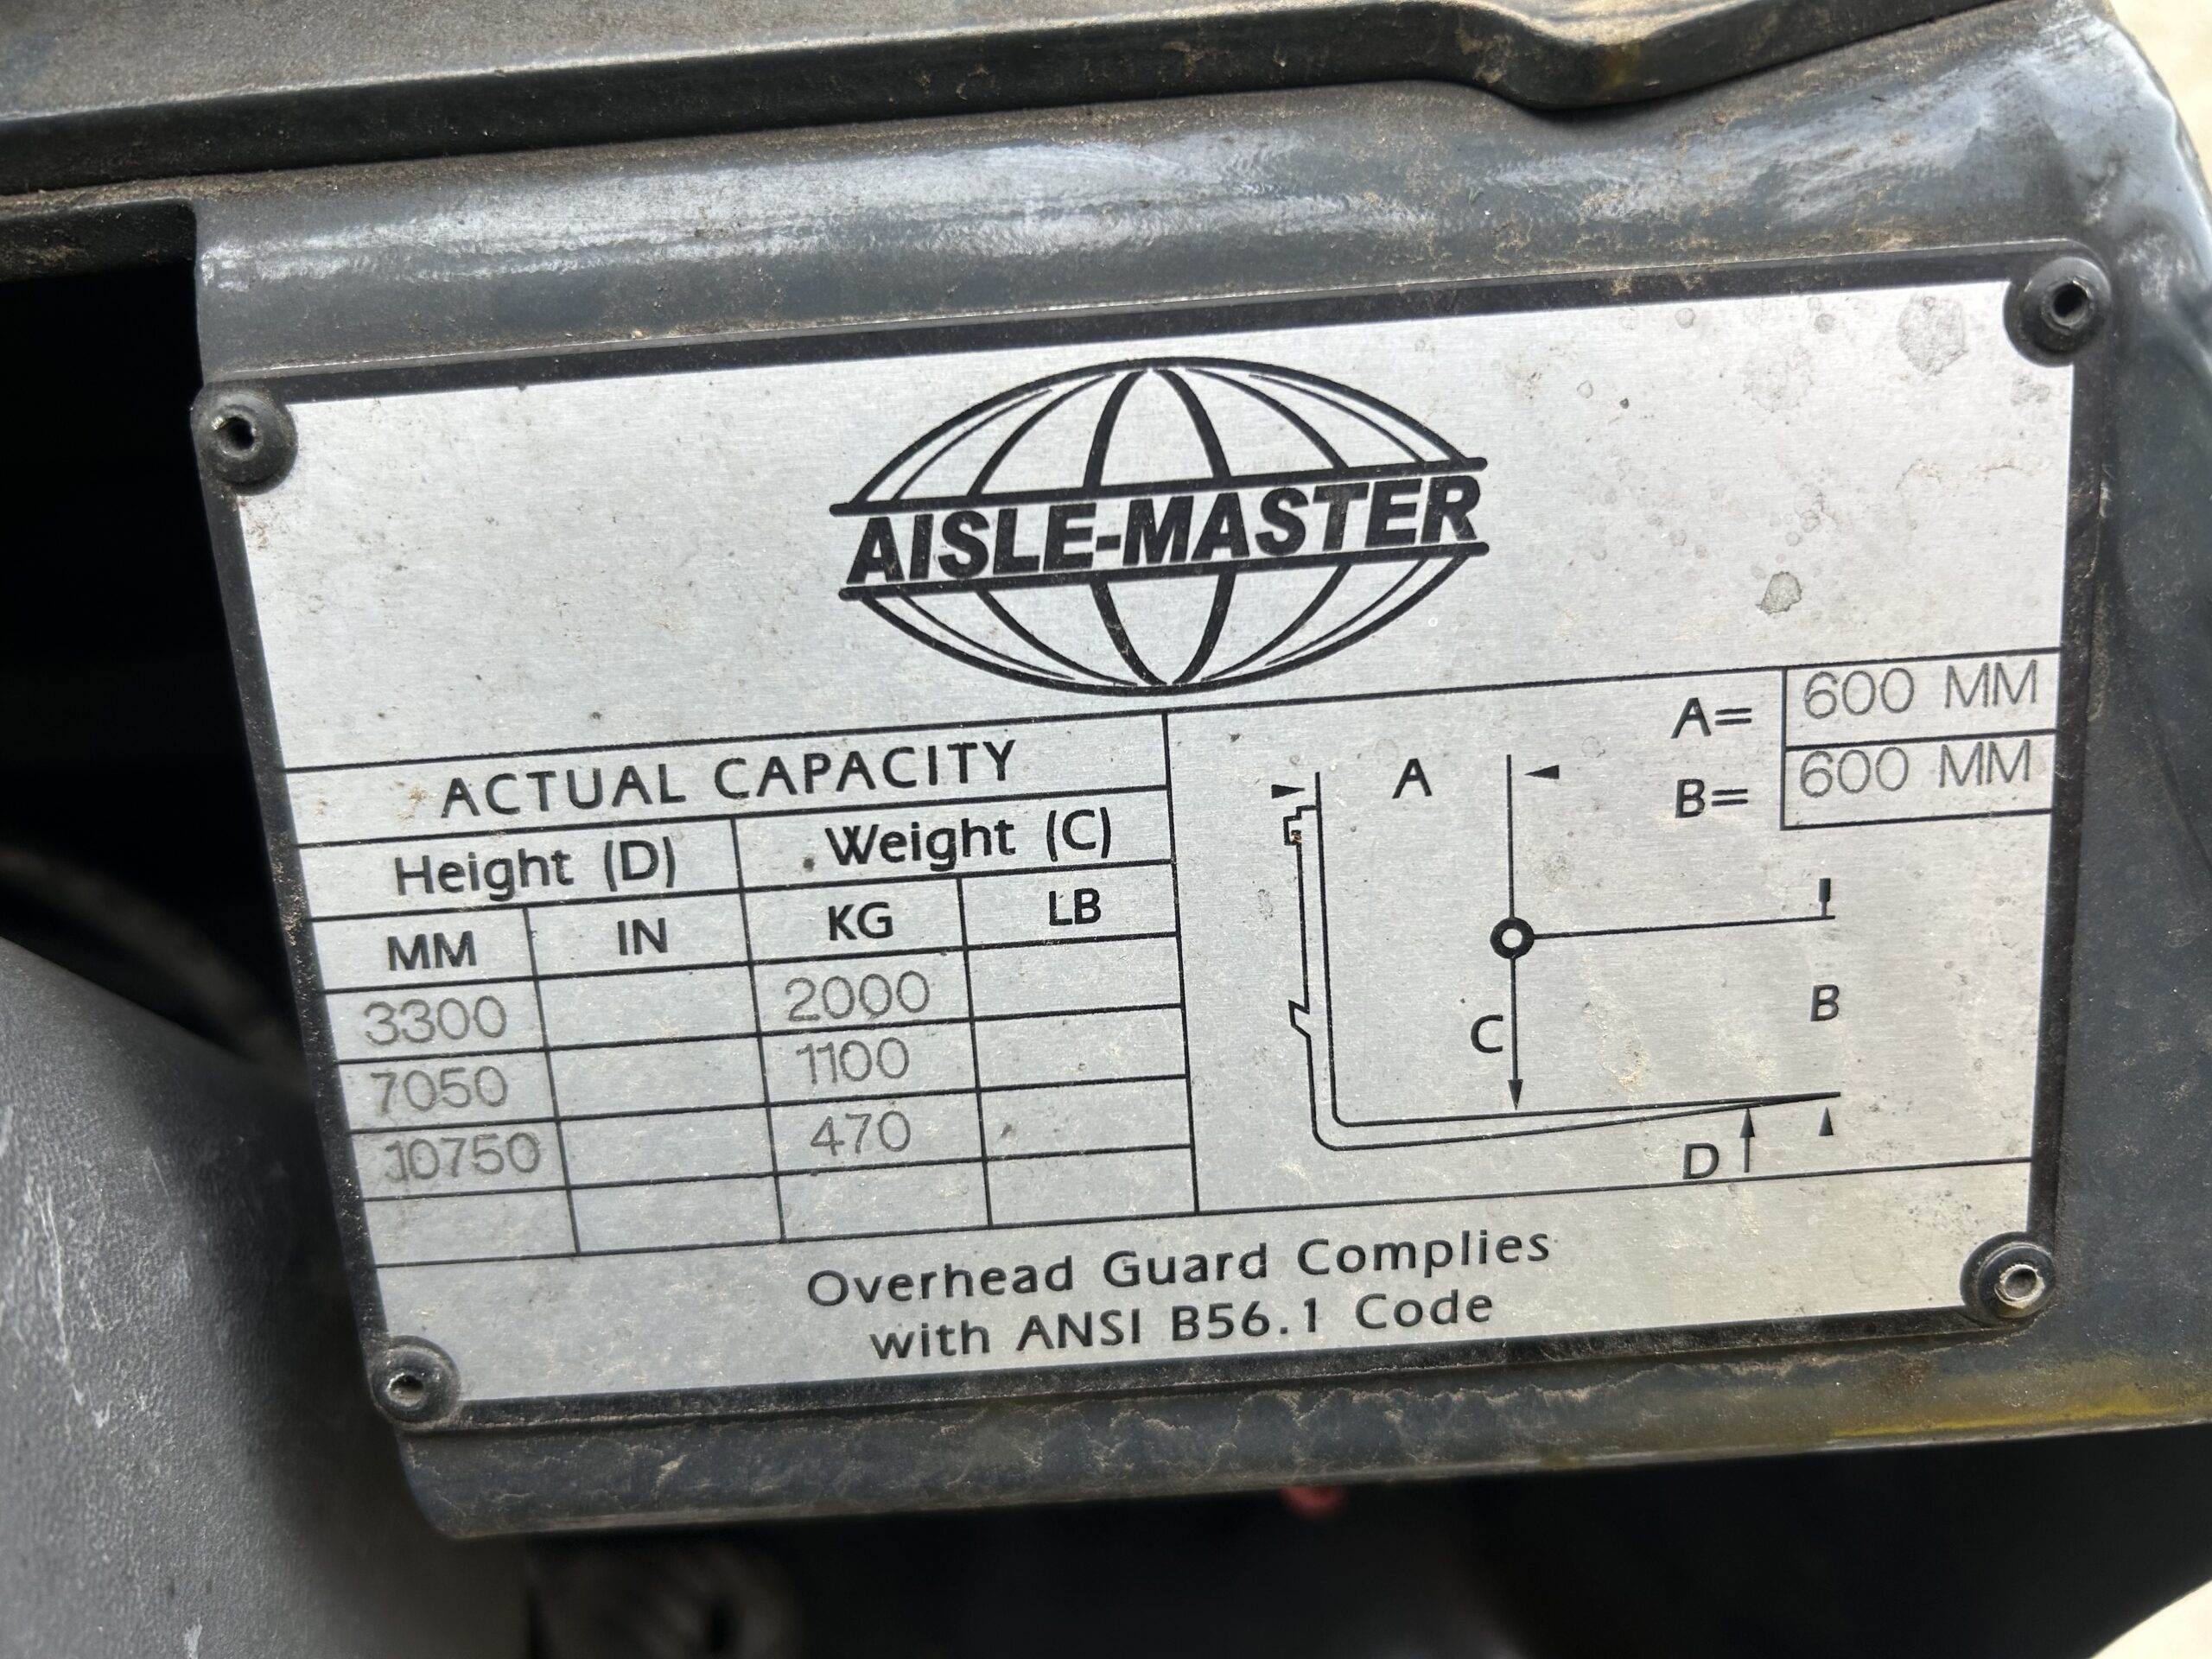 AISLE-MASTER
A= 600 MM
B= 600 MM
ACTUAL CAPACITY
Height (D) Weight (C)
MM IN KG LB
3300 2000
7050 1100
10750 470
A
B
C
D
Overhead Guard Complies
with ANSI B56.1 Code